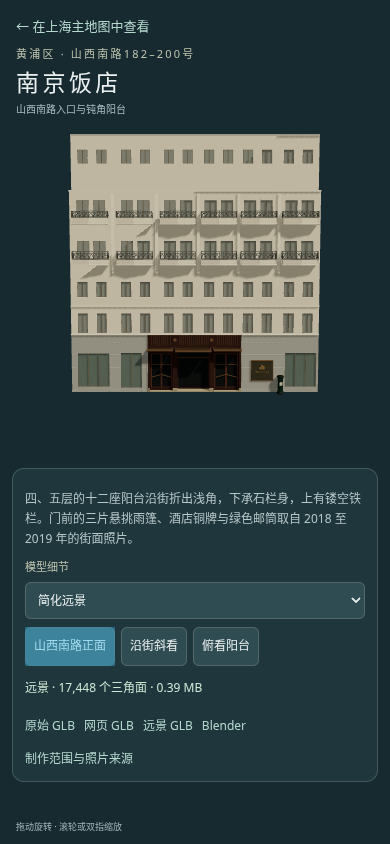 ← 在上海主地图中查看
黄浦区 · 山西南路182–200号
南京饭店
山西南路入口与钝角阳台
四、五层的十二座阳台沿街折出浅角，下承石栏身，上有镂空铁
栏。门前的三片悬挑雨篷、酒店铜牌与绿色邮筒取自 2018 至
2019 年的街面照片。
模型细节
简化远景
山西南路正面 沿街斜看 俯看阳台
远景 · 17,448 个三角面 · 0.39 MB
原始 GLB 网页 GLB 远景 GLB Blender
制作范围与照片来源
拖动旋转 · 滚轮或双指缩放